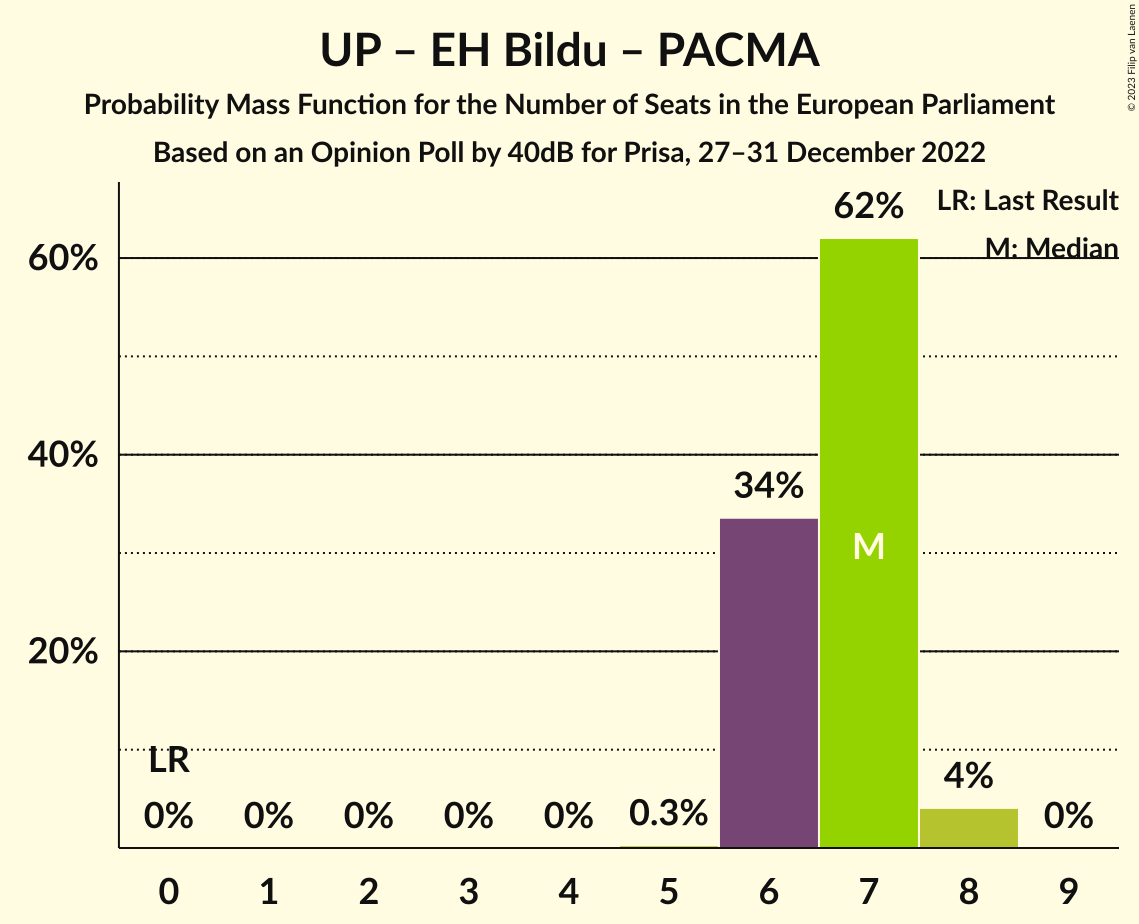 UP – EH Bildu – PACMA
Probability Mass Function for the Number of Seats in the European Parliament
Based on an Opinion Poll by 40dB for Prisa, 27–31 December 2022
© 2023 Filip van Laenen
LR: Last Result
M: Median
62%
60%
40%
34%
M
20%
LR
4%
0% 0% 0% 0% 0% 0.3% 0%
0 1 2 3 4 5 6 7 8 9